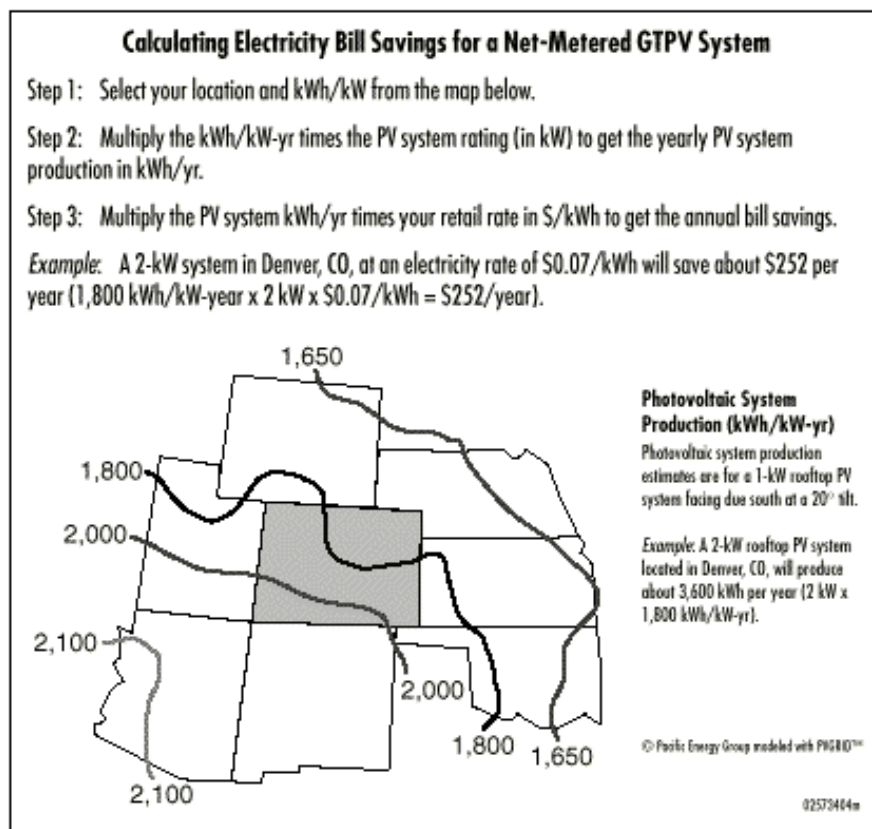 Calculating Electricity Bill Savings for a Net-Metered GTPV System
Step 1: Select your location and kWh/kW from the map below.
Step 2: Multiply the kWh/kW-yr times the PV system rating (in kW) to get the yearly PV system
production in kWh/yr.
Step 3: Multiply the PV system kWh/yr times your retail rate in $/kWh to get the annual bill savings.
Example: A 2-kW system in Denver, CO, at an electricity rate of $0.07/kWh will save about $252 per
year (1,800 kWh/kW-year x 2 kW x $0.07/kWh = $252/year).
1,650
1,800
2,000
2,100
2,100
2,000
1,800
1,650
Photovoltaic System
Production (kWh/kW-yr)
Photovoltaic system production
estimates are for a 1-kW rooftop PV
system facing due south at a 20° tilt.
Example: A 2-kW rooftop PV system
located in Denver, CO, will produce
about 3,600 kWh per year (2 kW x
1,800 kWh/kW-yr).
© Pacific Energy Group modeled with PVGRID™
02573404m